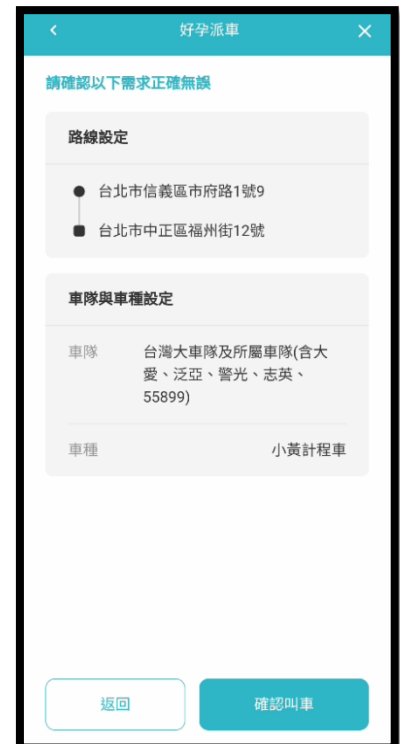 好孕派車
請確認以下需求正確無誤
路線設定
台北市信義區市府路1號9
台北市中正區福州街12號
車隊與車種設定
車隊 台灣大車隊及所屬車隊(含大
愛、泛亞、警光、志英、
55899)
車種 小黃計程車
返回 確認叫車